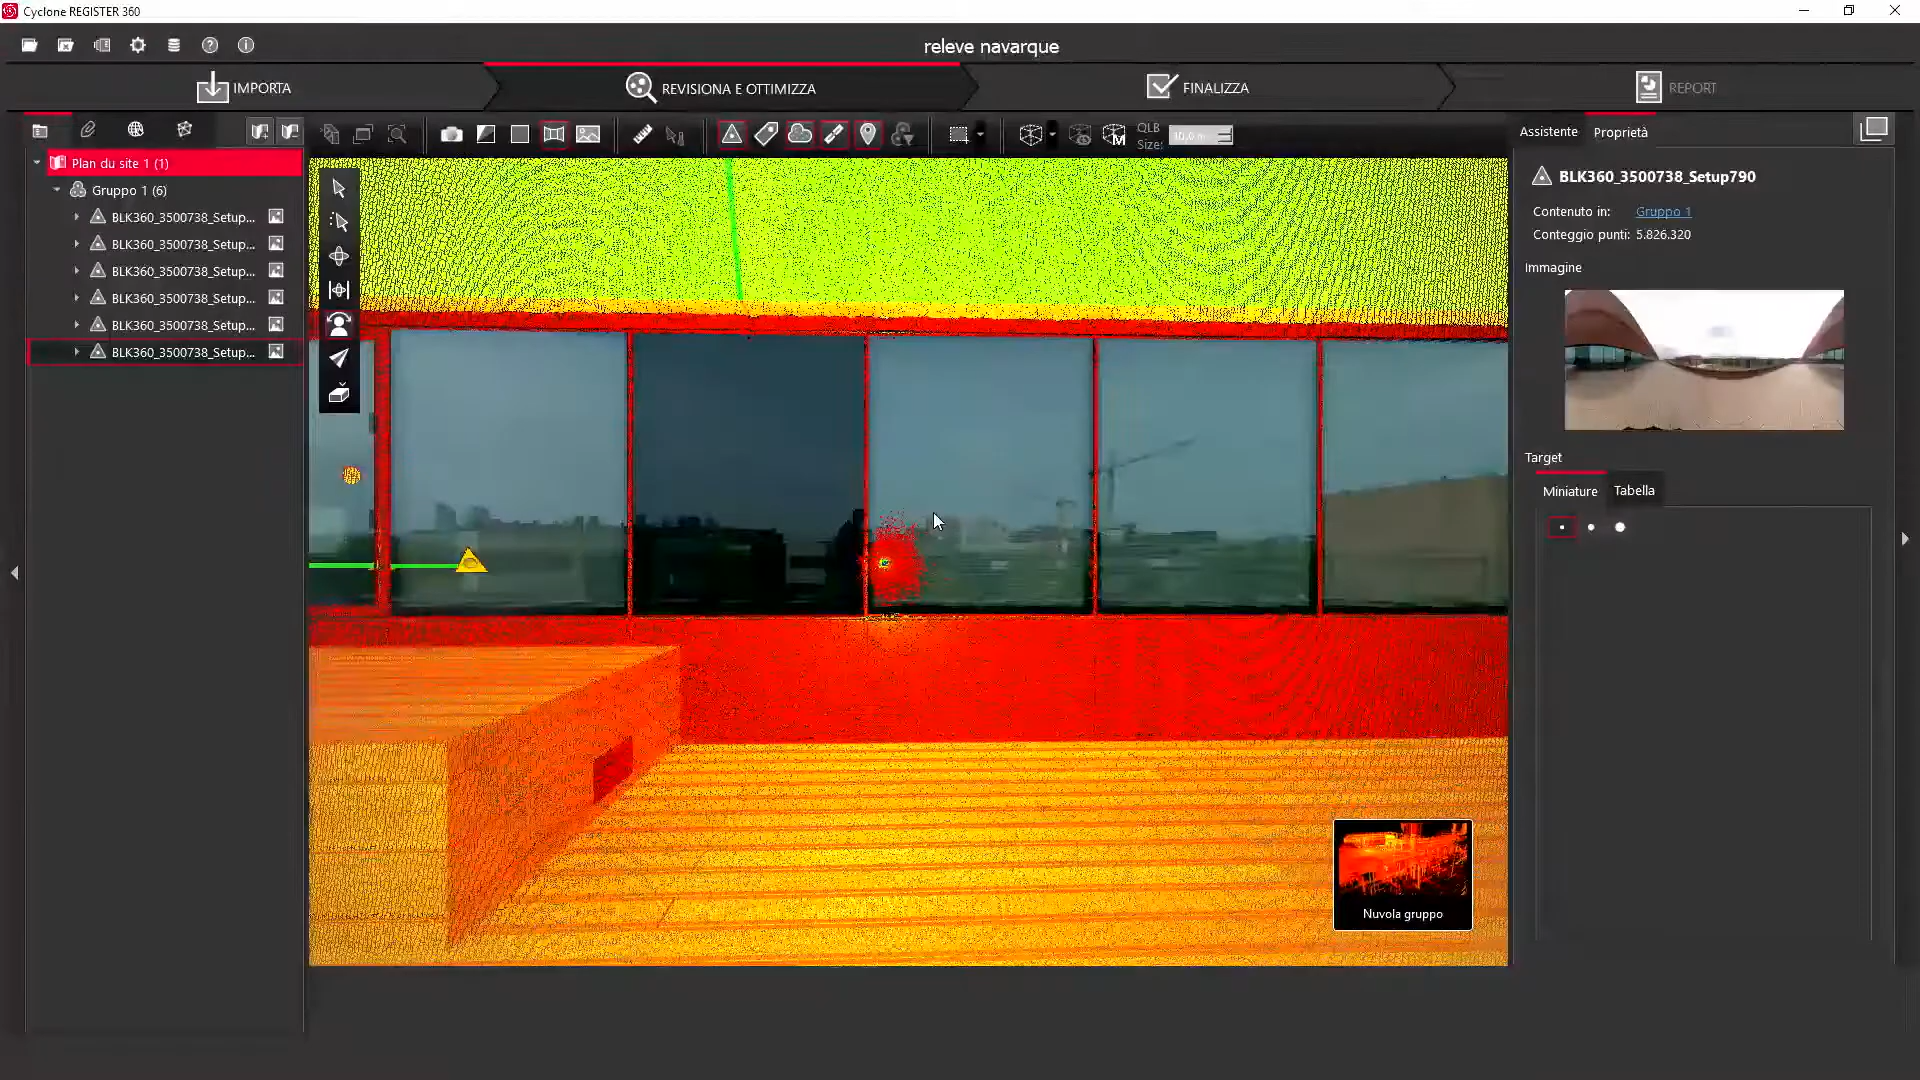 Cyclone REGISTER 360
releve navarque
IMPORTA
REVISIONA E OTTIMIZZA
FINALIZZA
REPORT
QLB
Size:
Assistente
Proprietà
Plan du site 1 (1)
Gruppo 1 (6)
BLK360_3500738_Setup...
BLK360_3500738_Setup...
BLK360_3500738_Setup...
BLK360_3500738_Setup...
BLK360_3500738_Setup...
BLK360_3500738_Setup...
BLK360_3500738_Setup790
Contenuto in: Gruppo 1
Conteggio punti: 5.826.320
Immagine
Target
Miniature
Tabella
Nuvola gruppo